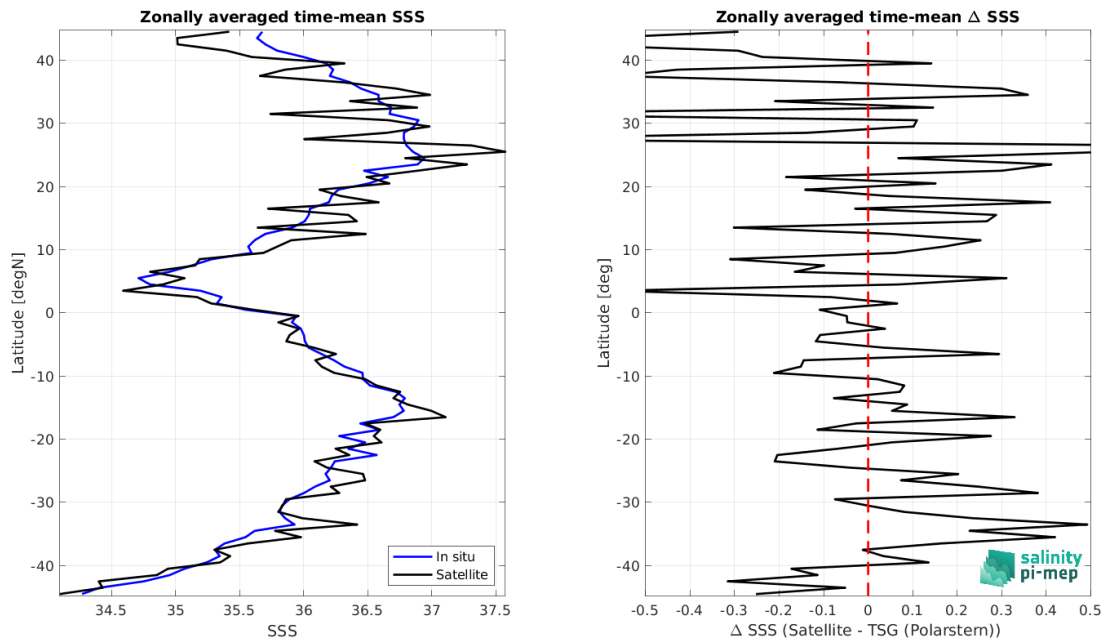 Zonally averaged time-mean SSS
Latitude [degN]
40
30
20
10
0
-10
-20
-30
-40
34.5 35 35.5 36 36.5 37 37.5
SSS
In situ
Satellite
Zonally averaged time-mean Δ SSS
Latitude [deg]
40
30
20
10
0
-10
-20
-30
-40
-0.5 -0.4 -0.3 -0.2 -0.1 0 0.1 0.2 0.3 0.4 0.5
Δ SSS (Satellite - TSG (Polarstern))
salinity
pi-mep